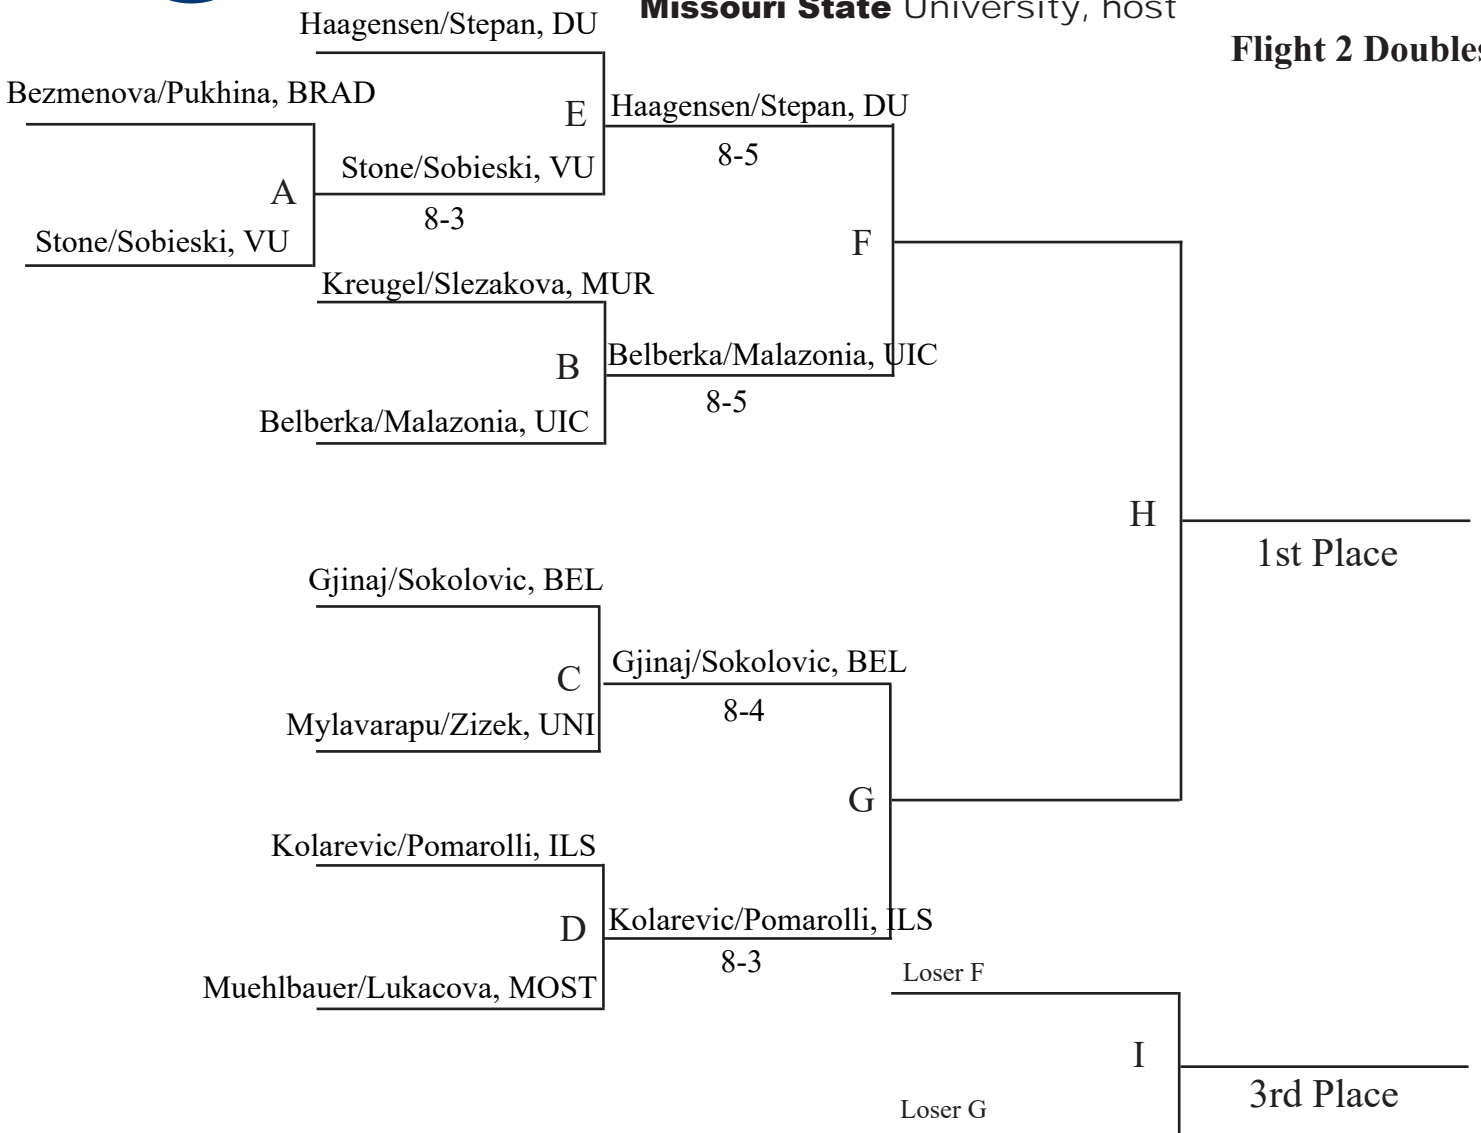 Missouri State University, host
Haagensen/Stepan, DU
Flight 2 Doubles
Bezmenova/Pukhina, BRAD
E
Haagensen/Stepan, DU
8-5
Stone/Sobieski, VU
A
8-3
Stone/Sobieski, VU
F
Kreugel/Slezakova, MUR
B
Belberka/Malazonia, UIC
8-5
Belberka/Malazonia, UIC
H
1st Place
Gjinaj/Sokolovic, BEL
C
Gjinaj/Sokolovic, BEL
8-4
Mylavarapu/Zizek, UNI
G
Kolarevic/Pomarolli, ILS
D
Kolarevic/Pomarolli, ILS
8-3
Muehlbauer/Lukacova, MOST
Loser F
I
3rd Place
Loser G